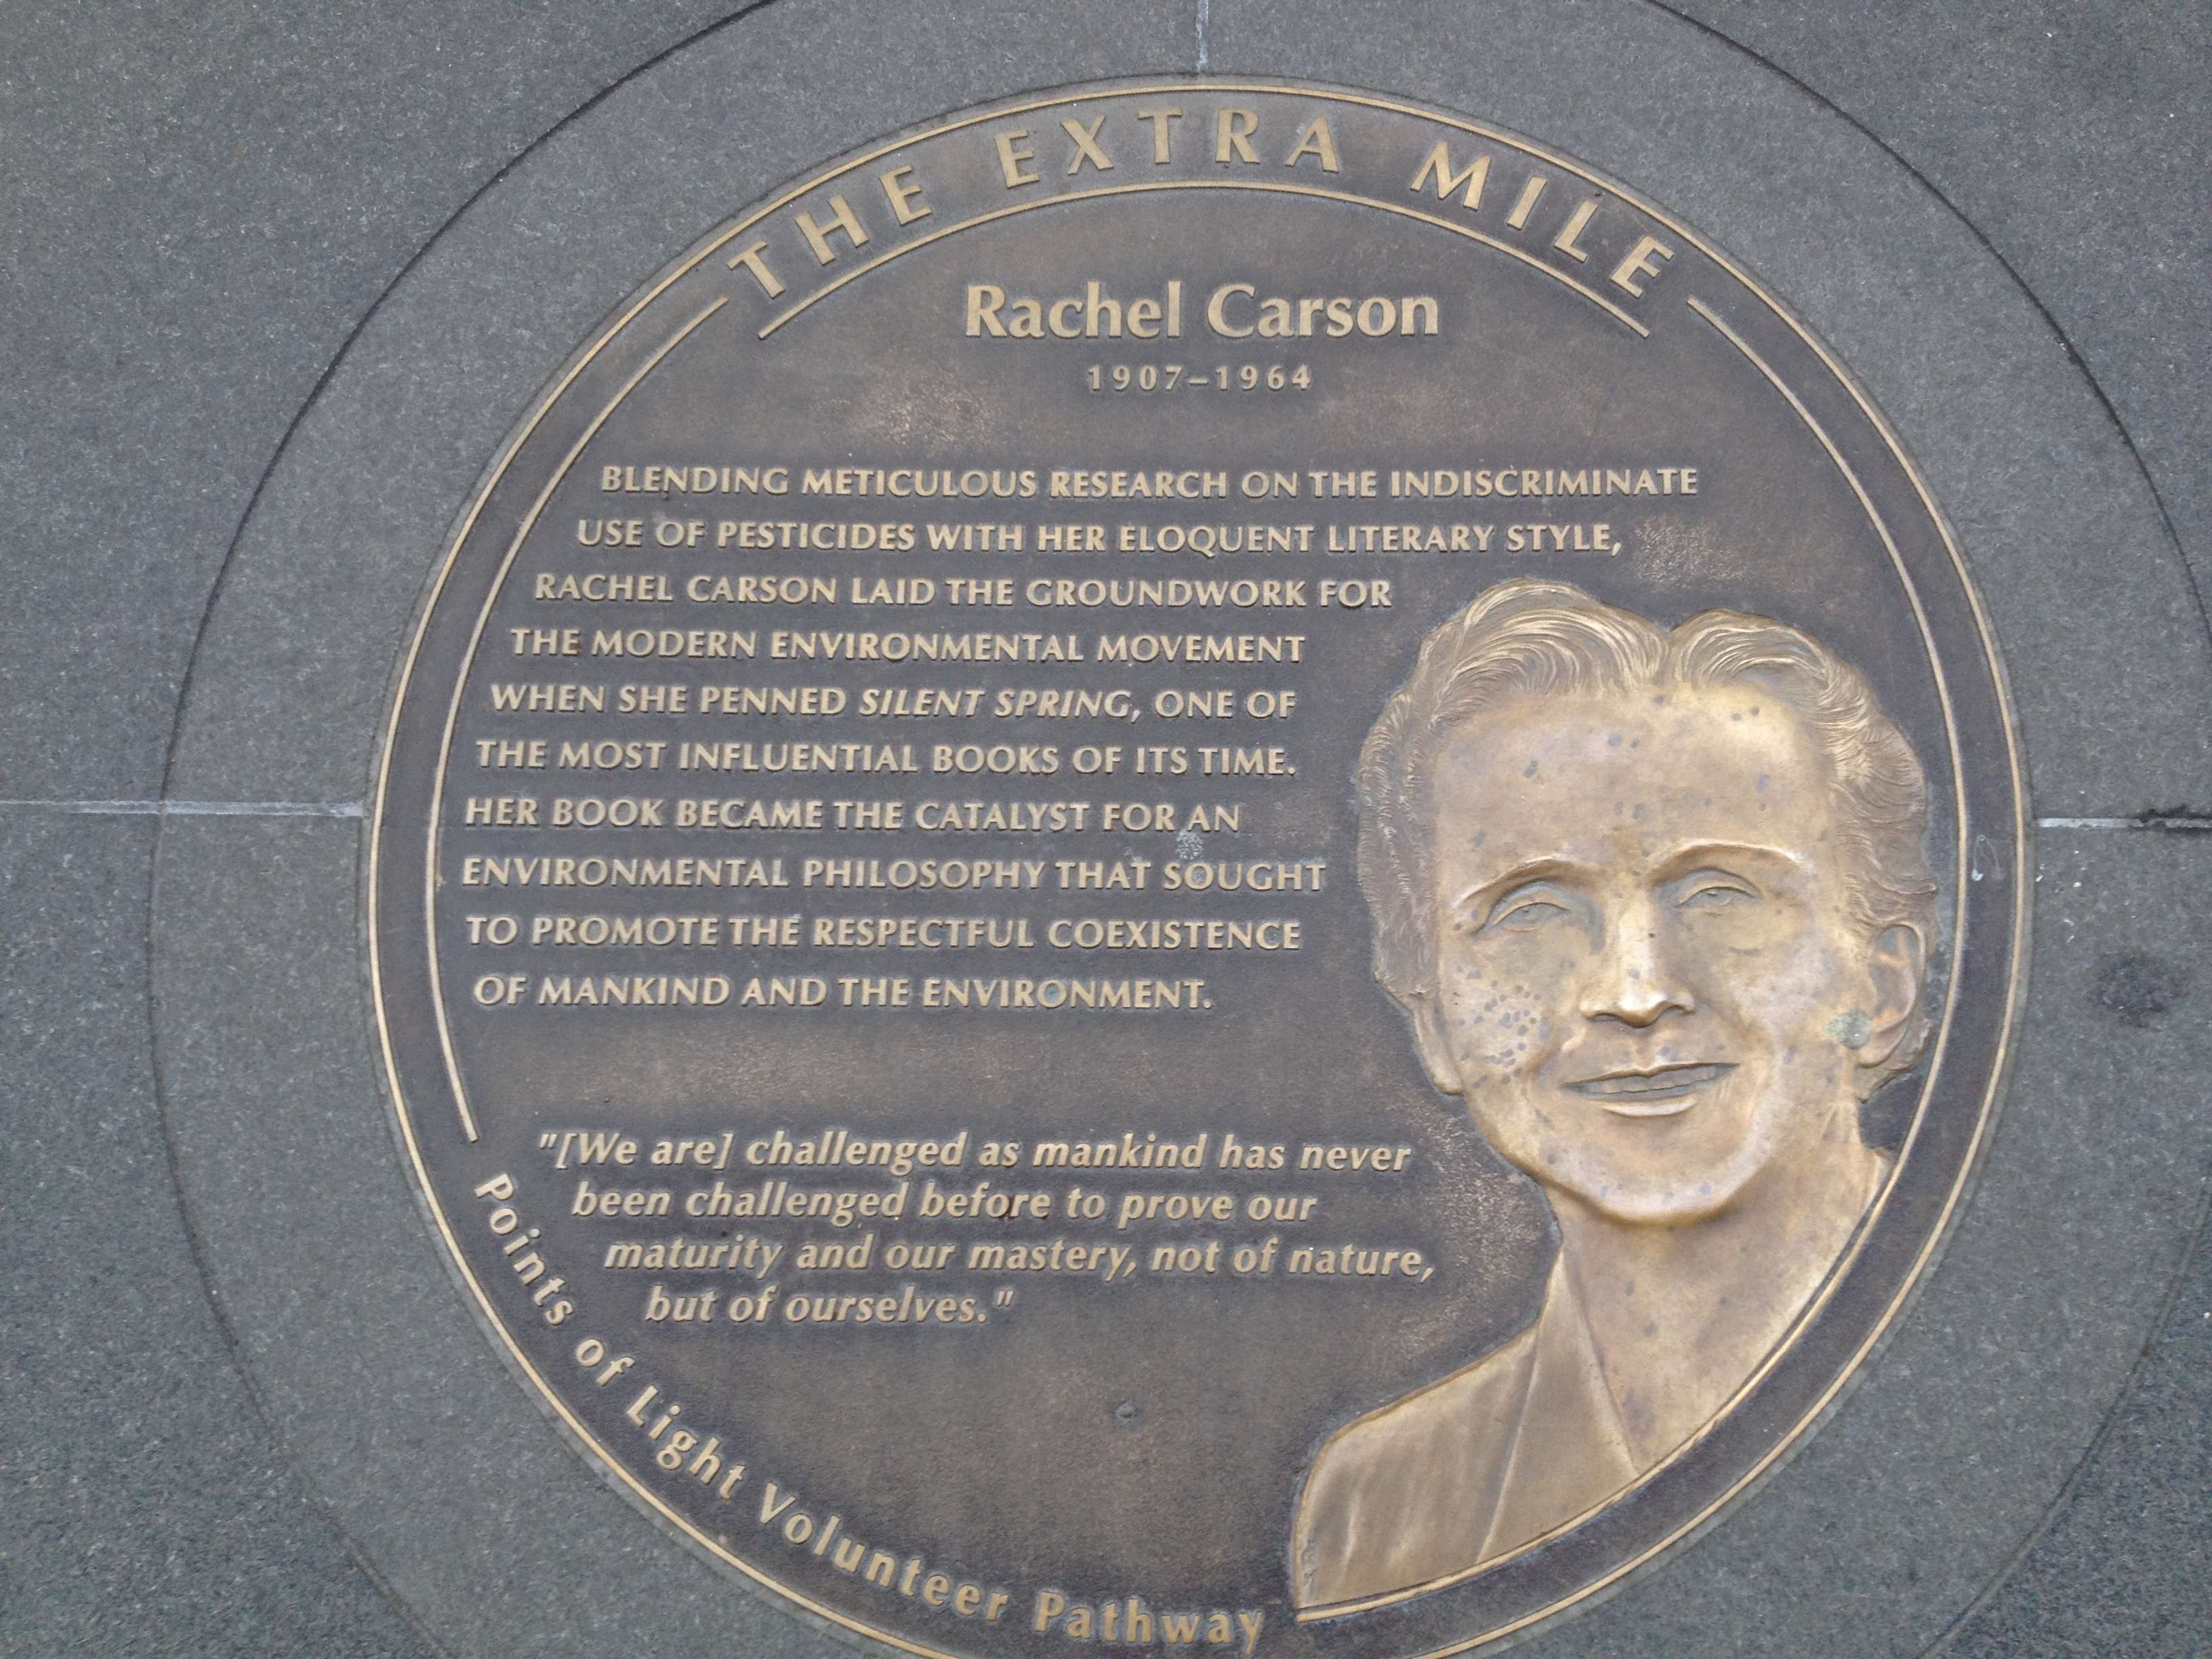 THE EXTRA MILE
Rachel Carson
1907–1964
BLENDING METICULOUS RESEARCH ON THE INDISCRIMINATE
USE OF PESTICIDES WITH HER ELOQUENT LITERARY STYLE,
RACHEL CARSON LAID THE GROUNDWORK FOR
THE MODERN ENVIRONMENTAL MOVEMENT
WHEN SHE PENNED SILENT SPRING, ONE OF
THE MOST INFLUENTIAL BOOKS OF ITS TIME.
HER BOOK BECAME THE CATALYST FOR AN
ENVIRONMENTAL PHILOSOPHY THAT SOUGHT
TO PROMOTE THE RESPECTFUL COEXISTENCE
OF MANKIND AND THE ENVIRONMENT.
"[We are] challenged as mankind has never
been challenged before to prove our
maturity and our mastery, not of nature,
but of ourselves."
Points of Light Volunteer Pathway